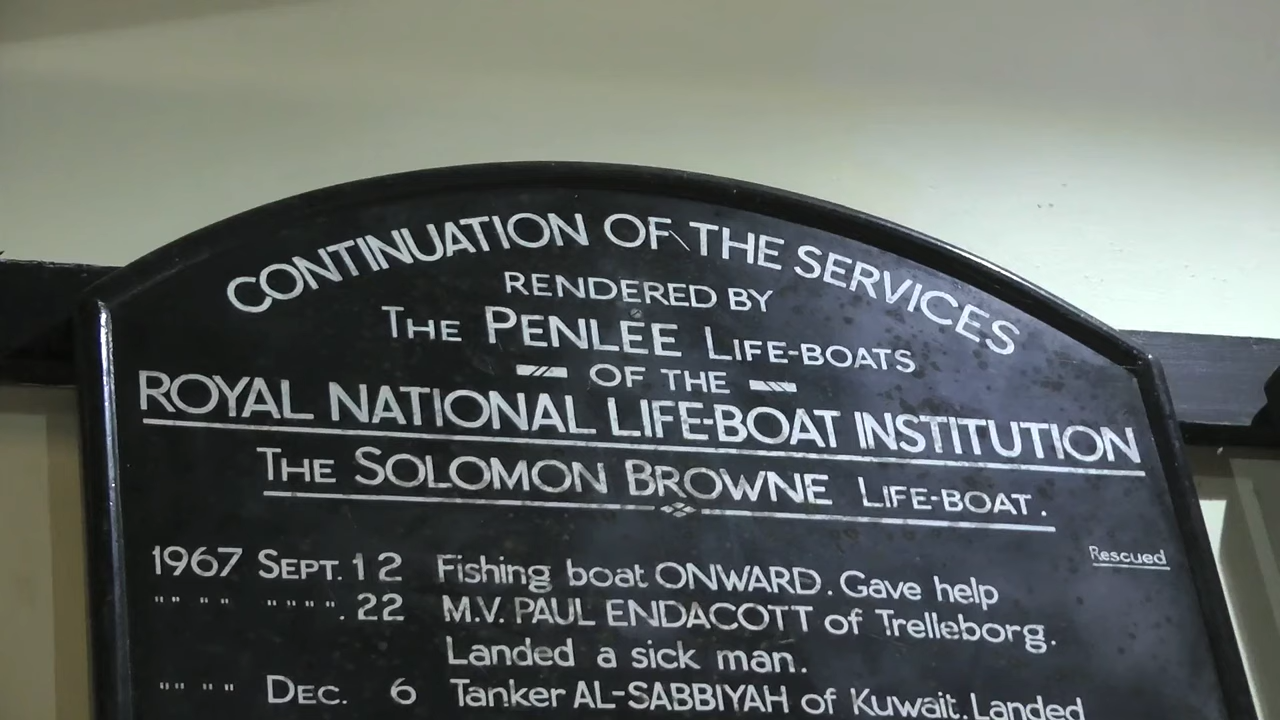 CONTINUATION OF THE SERVICES
RENDERED BY
THE PENLEE LIFE-BOATS
OF THE
ROYAL NATIONAL LIFE-BOAT INSTITUTION
THE SOLOMON BROWNE LIFE-BOAT.
Rescued
1967 SEPT. 12 Fishing boat ONWARD. Gave help
"" "" "" "" . 22 M.V. PAUL ENDACOTT of Trelleborg.
Landed a sick man.
"" "" "" DEC. 6 Tanker AL-SABBIYAH of Kuwait. Landed